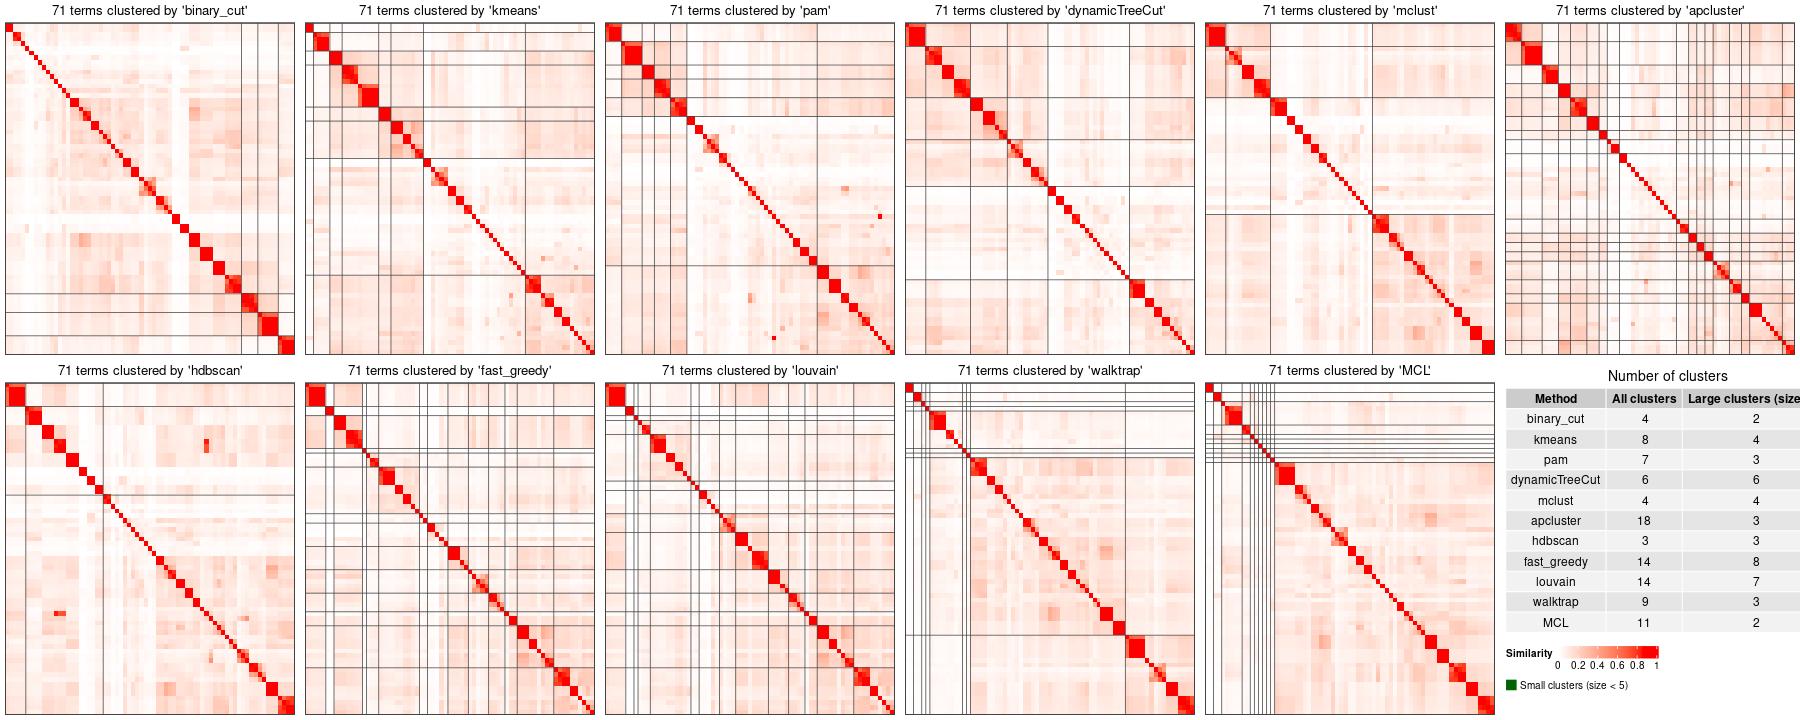 71 terms clustered by 'binary_cut'
71 terms clustered by 'kmeans'
71 terms clustered by 'pam'
71 terms clustered by 'dynamicTreeCut'
71 terms clustered by 'mclust'
71 terms clustered by 'apcluster'
71 terms clustered by 'hdbscan'
71 terms clustered by 'fast_greedy'
71 terms clustered by 'louvain'
71 terms clustered by 'walktrap'
71 terms clustered by 'MCL'
Number of clusters
Method All clusters Large clusters (size
binary_cut 4 2
kmeans 8 4
pam 7 3
dynamicTreeCut 6 6
mclust 4 4
apcluster 18 3
hdbscan 3 3
fast_greedy 14 8
louvain 14 7
walktrap 9 3
MCL 11 2
Similarity
0 0.2 0.4 0.6 0.8 1
Small clusters (size < 5)